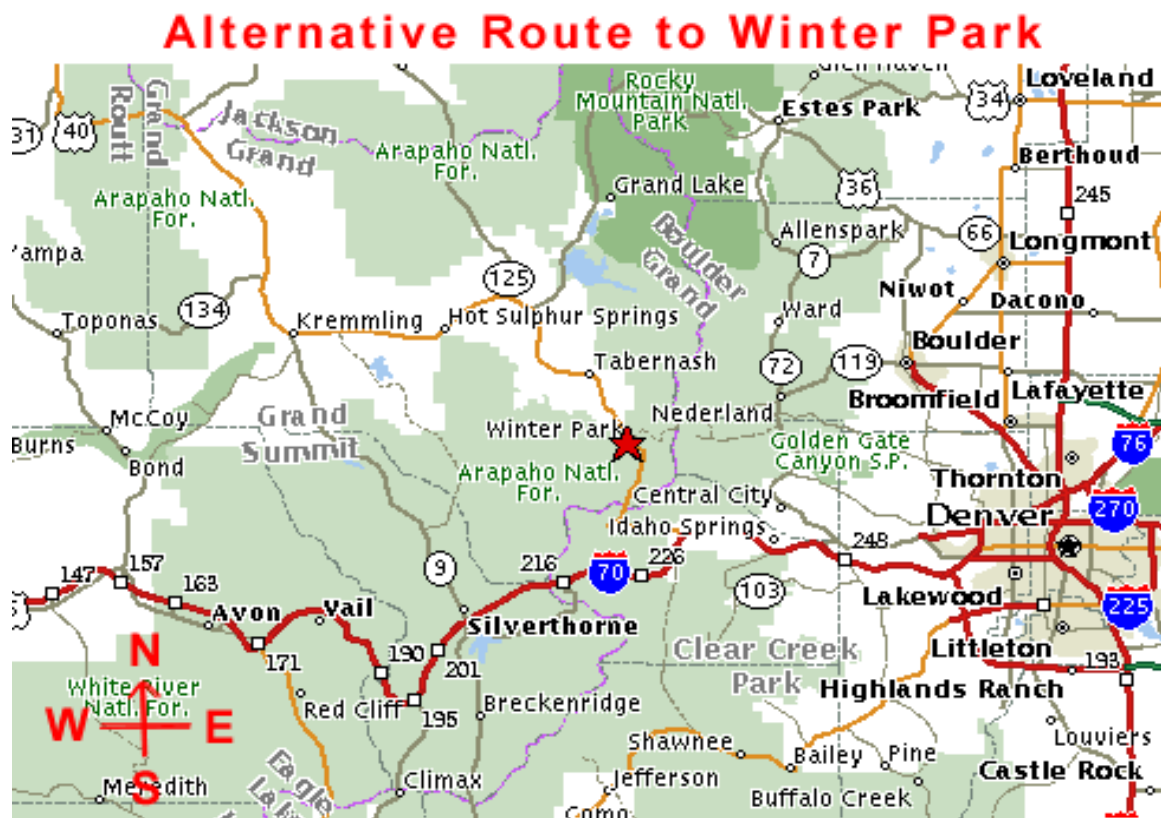 Alternative Route to Winter Park
Rocky
Mountain Natl.
Park
Glen Haven
Loveland
34
Estes Park
40
Grand
Routt
Jackson
Grand
Arapaho Natl.
For.
Berthoud
36
245
Grand Lake
Arapaho Natl.
For.
Boulder
Grand
Allenspark
66
Longmont
7
125
134
Niwot
Dacono
Toponas
Kremmling
Hot Sulphur Springs
Ward
Boulder
Tabernash
72
119
Lafayette
Broomfield
McCoy
Grand
Summit
Nederland
Winter Park
Burns
Bond
Golden Gate
Canyon S.P.
76
Arapaho Natl.
For.
Thornton
Central City
Denver
270
Idaho Springs
248
147
157
163
9
216
70
226
103
Lakewood
225
Avon
Vail
Silverthorne
Clear Creek
Park
Littleton
193
N
171
190
201
White River
Natl. For.
Highlands Ranch
W
E
Red Cliff
195
Breckenridge
Louviers
Shawnee
Bailey
Pine
Castle Rock
S
Meredith
Eagle
Climax
Jefferson
Buffalo Creek
Como